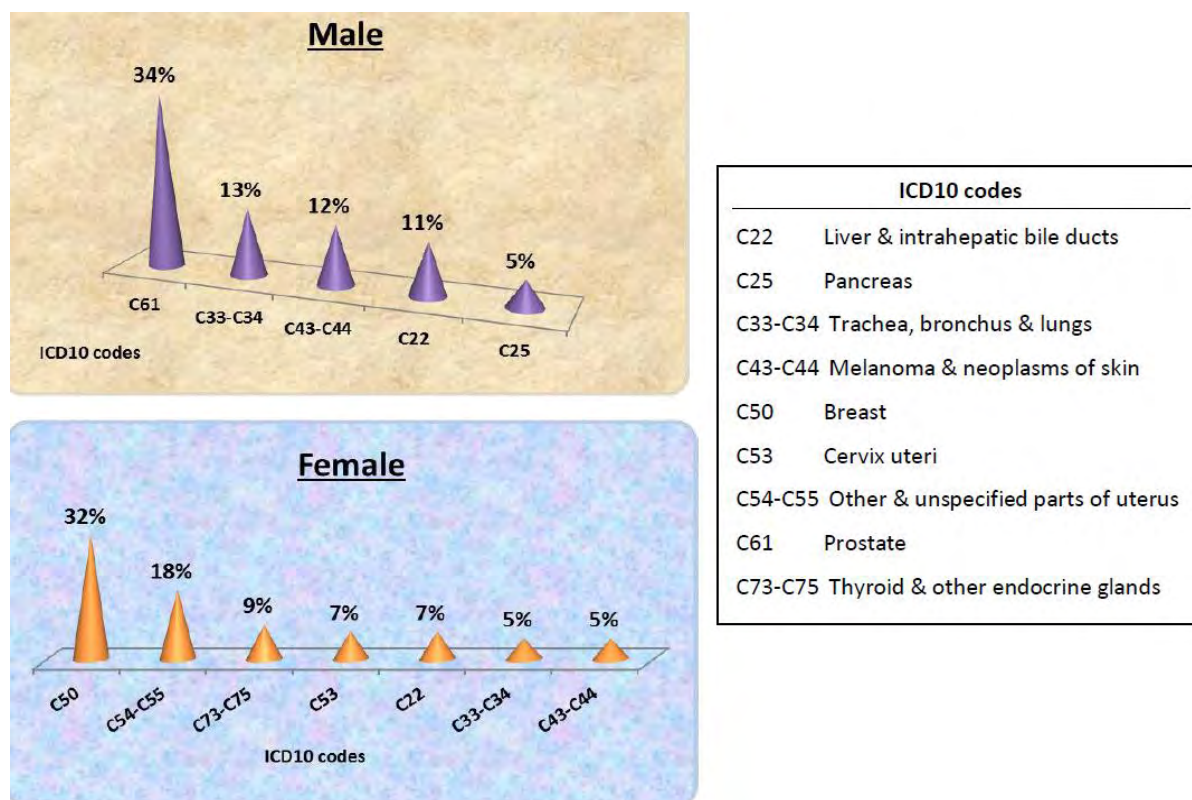 Male
34%
13%
12%
11%
5%
C61
C33-C34
C43-C44
C22
C25
ICD10 codes
Female
32%
18%
9%
7%
7%
5%
5%
C50
C54-C55
C73-C75
C53
C22
C33-C34
C43-C44
ICD10 codes
ICD10 codes
C22 Liver & intrahepatic bile ducts
C25 Pancreas
C33-C34 Trachea, bronchus & lungs
C43-C44 Melanoma & neoplasms of skin
C50 Breast
C53 Cervix uteri
C54-C55 Other & unspecified parts of uterus
C61 Prostate
C73-C75 Thyroid & other endocrine glands